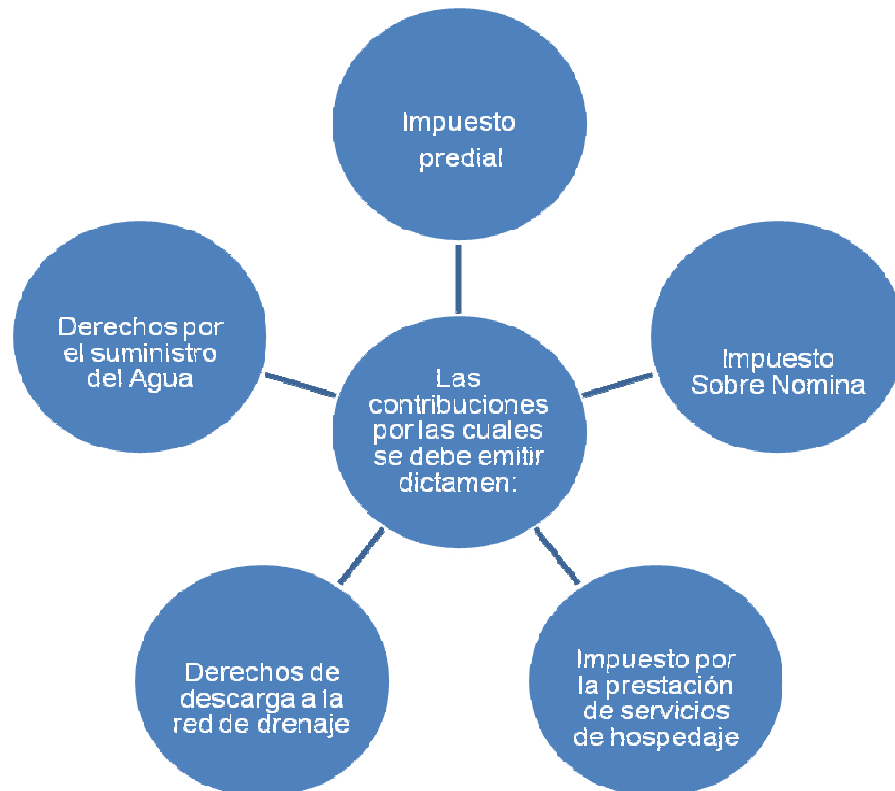 Impuesto
predial
Derechos por
el suministro
del Agua
Impuesto
Sobre Nomina
Las
contribuciones
por las cuales
se debe emitir
dictamen:
Derechos de
descarga a la
red de drenaje
Impuesto por
la prestación
de servicios
de hospedaje